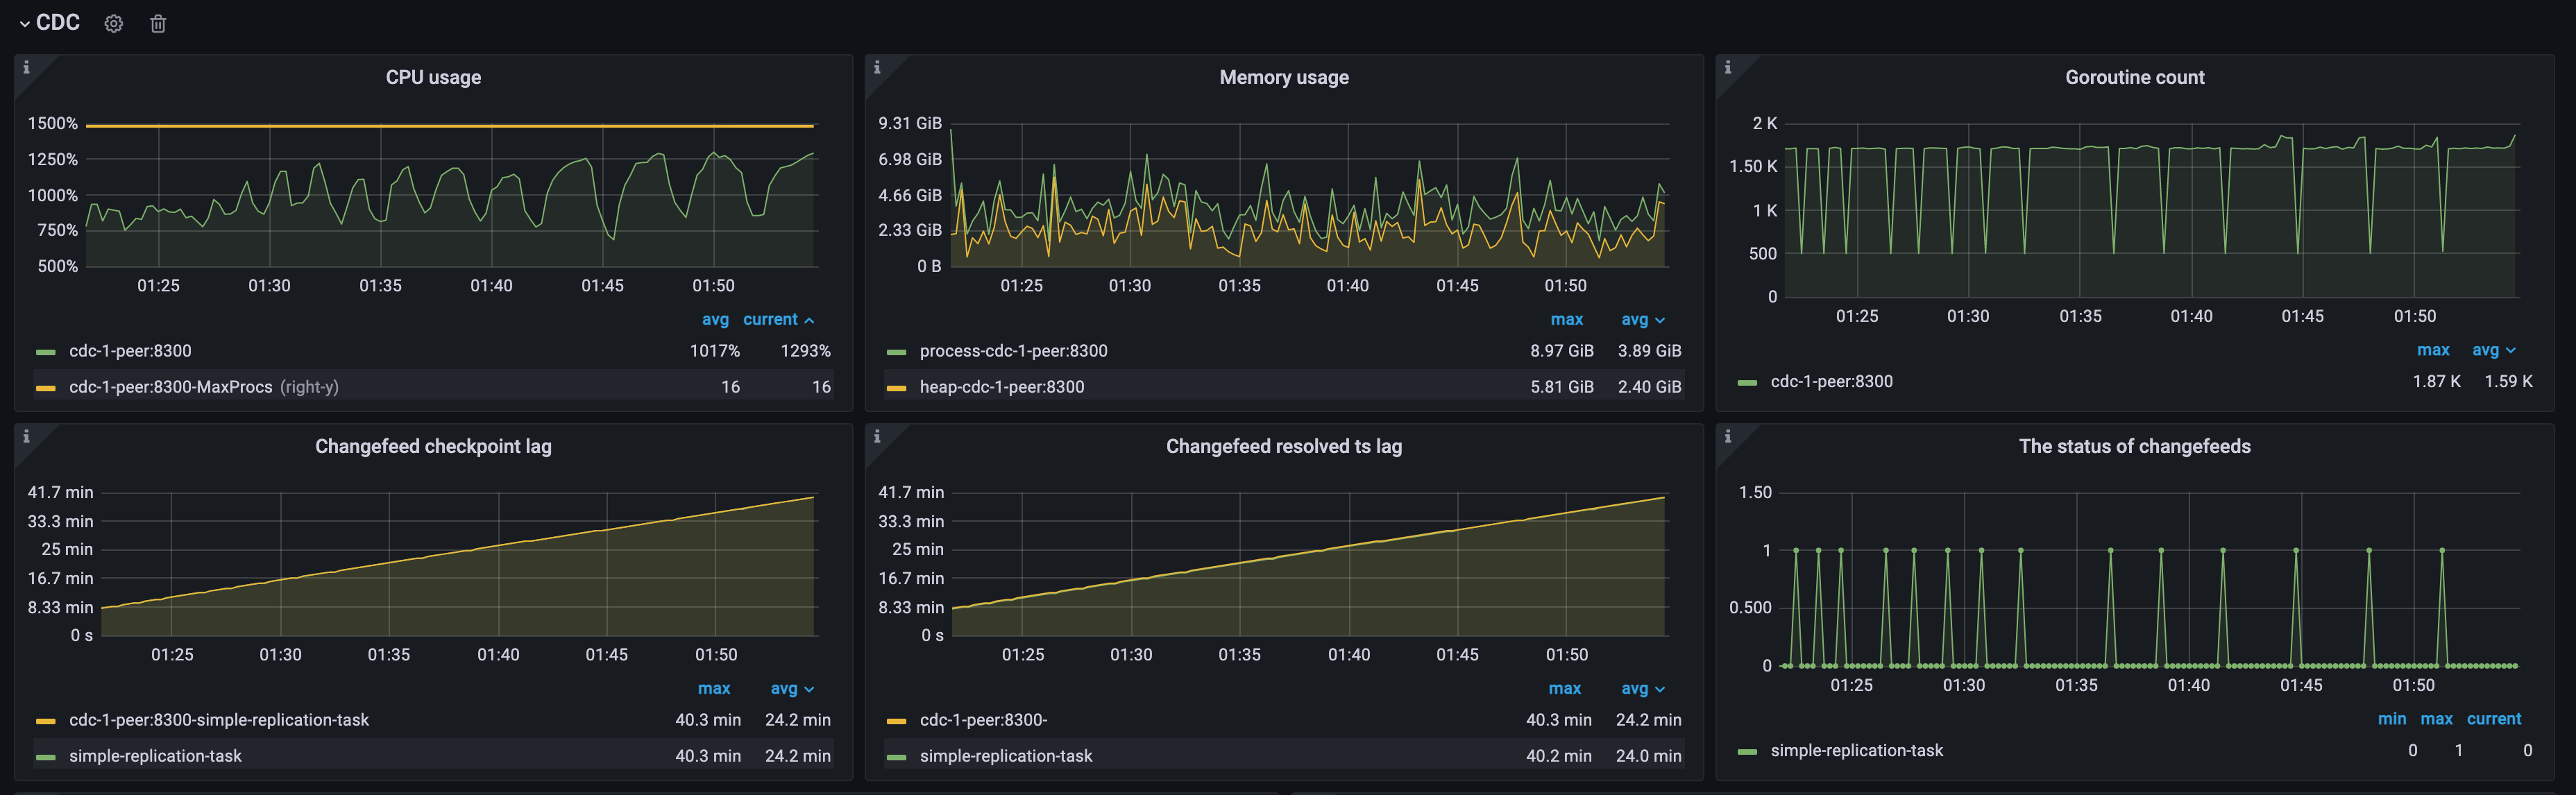 CDC
CPU usage
1500%
1250%
1000%
750%
500%
01:25 01:30 01:35 01:40 01:45 01:50
avg current
cdc-1-peer:8300 1017% 1293%
cdc-1-peer:8300-MaxProcs (right-y) 16 16
Memory usage
9.31 GiB
6.98 GiB
4.66 GiB
2.33 GiB
0 B
01:25 01:30 01:35 01:40 01:45 01:50
max avg
process-cdc-1-peer:8300 8.97 GiB 3.89 GiB
heap-cdc-1-peer:8300 5.81 GiB 2.40 GiB
Goroutine count
2 K
1.50 K
1 K
500
0
01:25 01:30 01:35 01:40 01:45 01:50
max avg
cdc-1-peer:8300 1.87 K 1.59 K
Changefeed checkpoint lag
41.7 min
33.3 min
25 min
16.7 min
8.33 min
0 s
01:25 01:30 01:35 01:40 01:45 01:50
max avg
cdc-1-peer:8300-simple-replication-task 40.3 min 24.2 min
simple-replication-task 40.3 min 24.2 min
Changefeed resolved ts lag
41.7 min
33.3 min
25 min
16.7 min
8.33 min
0 s
01:25 01:30 01:35 01:40 01:45 01:50
max avg
cdc-1-peer:8300- 40.3 min 24.2 min
simple-replication-task 40.2 min 24.0 min
The status of changefeeds
1.50
1
0.500
0
01:25 01:30 01:35 01:40 01:45 01:50
min max current
simple-replication-task 0 1 0